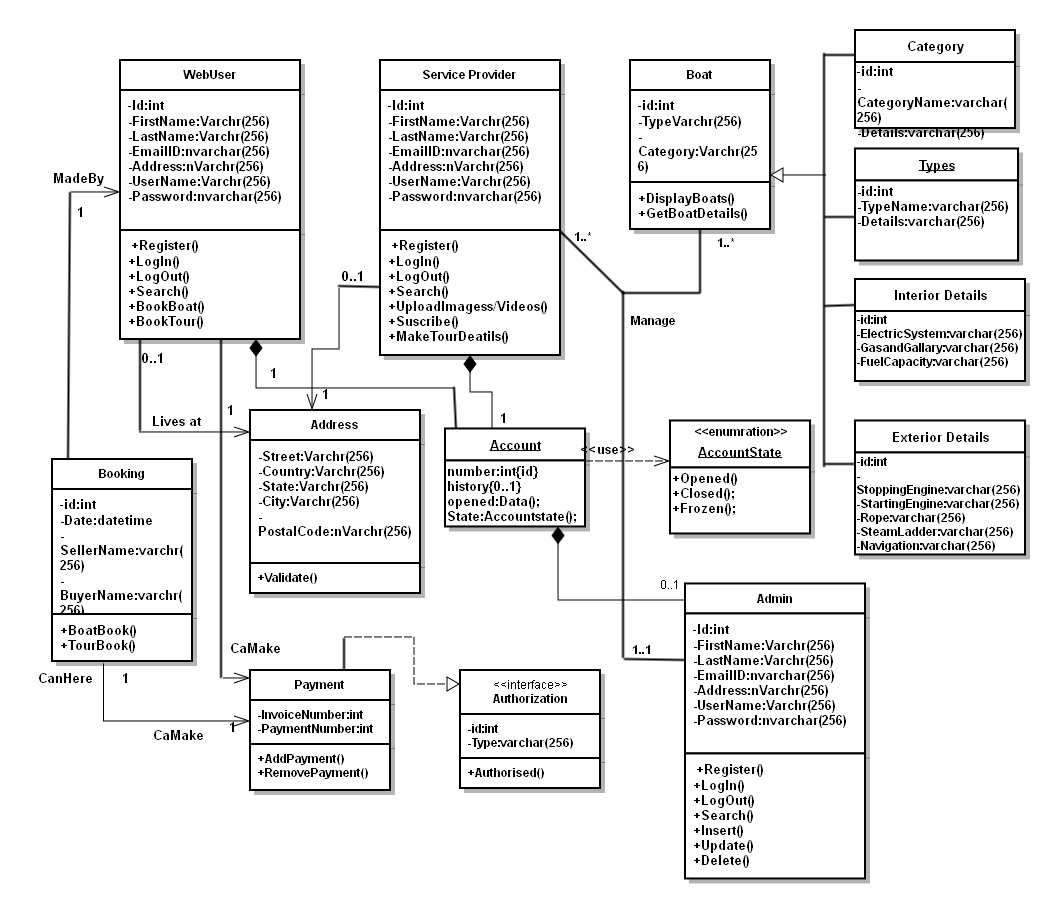 WebUser
-Id:int
-FirstName:Varchr(256)
-LastName:Varchr(256)
-EmailID:nvarchar(256)
-Address:nVarchr(256)
-UserName:Varchr(256)
-Password:nvarchar(256)
+Register()
+LogIn()
+LogOut()
+Search()
+BookBoat()
+BookTour()
Service Provider
-Id:int
-FirstName:Varchr(256)
-LastName:Varchr(256)
-EmailID:nvarchar(256)
-Address:nVarchr(256)
-UserName:Varchr(256)
-Password:nvarchar(256)
+Register()
+LogIn()
+LogOut()
+Search()
+UploadImagess/Videos()
+Suscribe()
+MakeTourDeatils()
Boat
-id:int
-TypeVarchr(256)
-
Category:Varchr(25
6)
+DisplayBoats()
+GetBoatDetails()
Category
-id:int
-
CategoryName:varchar(
256)
-Details:varchar(256)
Types
-id:int
-TypeName:varchar(256)
-Details:varchar(256)
Interior Details
-id:int
-ElectricSystem:varchar(256)
-GasandGallary:varchar(256)
-FuelCapacity:varchar(256)
Exterior Details
-id:int
-
StoppingEngine:varchar(256)
-StartingEngine:varchar(256)
-Rope:varchar(256)
-SteamLadder:varchar(256)
-Navigation:varchar(256)
MadeBy
1
0..1
1..*
1..*
Manage
0..1
1
1
1
1
Lives at
Address
-Street:Varchr(256)
-Country:Varchr(256)
-State:Varchr(256)
-City:Varchr(256)
-
PostalCode:nVarchr(256)
+Validate()
Account
number:int{id}
history{0..1}
opened:Data();
State:Accountstate();
<<use>>
<<enumration>>
AccountState
+Opened()
+Closed();
+Frozen();
Booking
-id:int
-Date:datetime
-
SellerName:varchr(
256)
-
BuyerName:varchr(
256)
+BoatBook()
+TourBook()
CanHere
1
CaMake
CaMake
1
0..1
1..1
Payment
-InvoiceNumber:int
-PaymentNumber:int
+AddPayment()
+RemovePayment()
<<interface>>
Authorization
-id:int
-Type:varchar(256)
+Authorised()
Admin
-Id:int
-FirstName:Varchr(256)
-LastName:Varchr(256)
-EmailID:nvarchar(256)
-Address:nVarchr(256)
-UserName:Varchr(256)
-Password:nvarchar(256)
+Register()
+LogIn()
+LogOut()
+Search()
+Insert()
+Update()
+Delete()